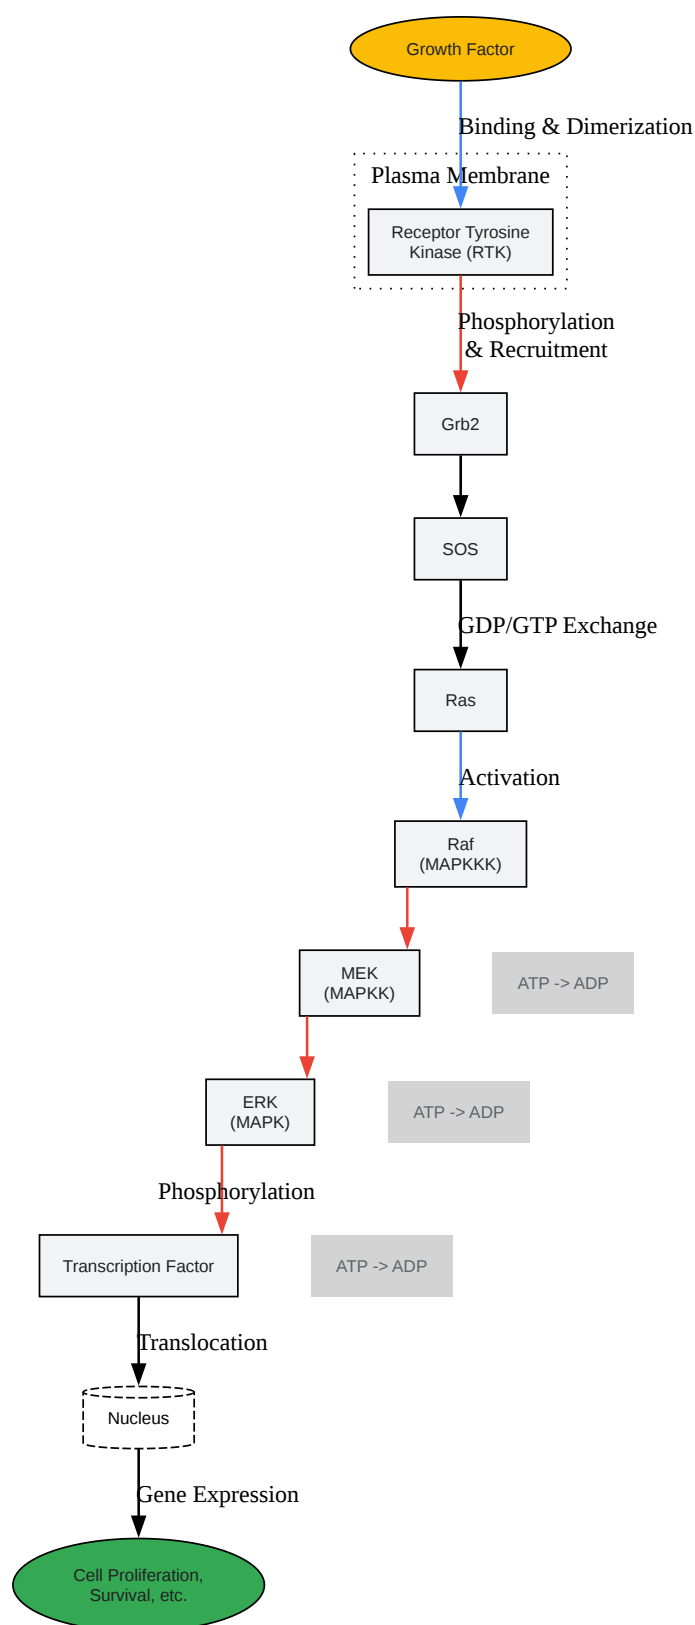 Growth Factor
Binding & Dimerization
Plasma Membrane
Receptor Tyrosine
Kinase (RTK)
Phosphorylation
& Recruitment
Grb2
SOS
GDP/GTP Exchange
Ras
Activation
Raf
(MAPKKK)
MEK
(MAPKK)
ATP -> ADP
ERK
(MAPK)
ATP -> ADP
Phosphorylation
Transcription Factor
ATP -> ADP
Translocation
Nucleus
Gene Expression
Cell Proliferation,
Survival, etc.